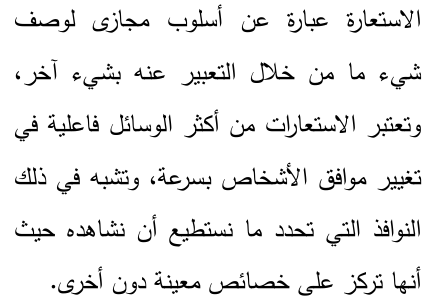 الاستعارة عبارة عن أسلوب مجازى لوصف
شيء ما من خلال التعبير عنه بشيء آخر،
وتعتبر الاستعارات من أكثر الوسائل فاعلية في
تغيير موافق الأشخاص بسرعة، وتشبه في ذلك
النوافذ التي تحدد ما نستطيع أن نشاهده حيث
أنها تركز على خصائص معينة دون أخرى.